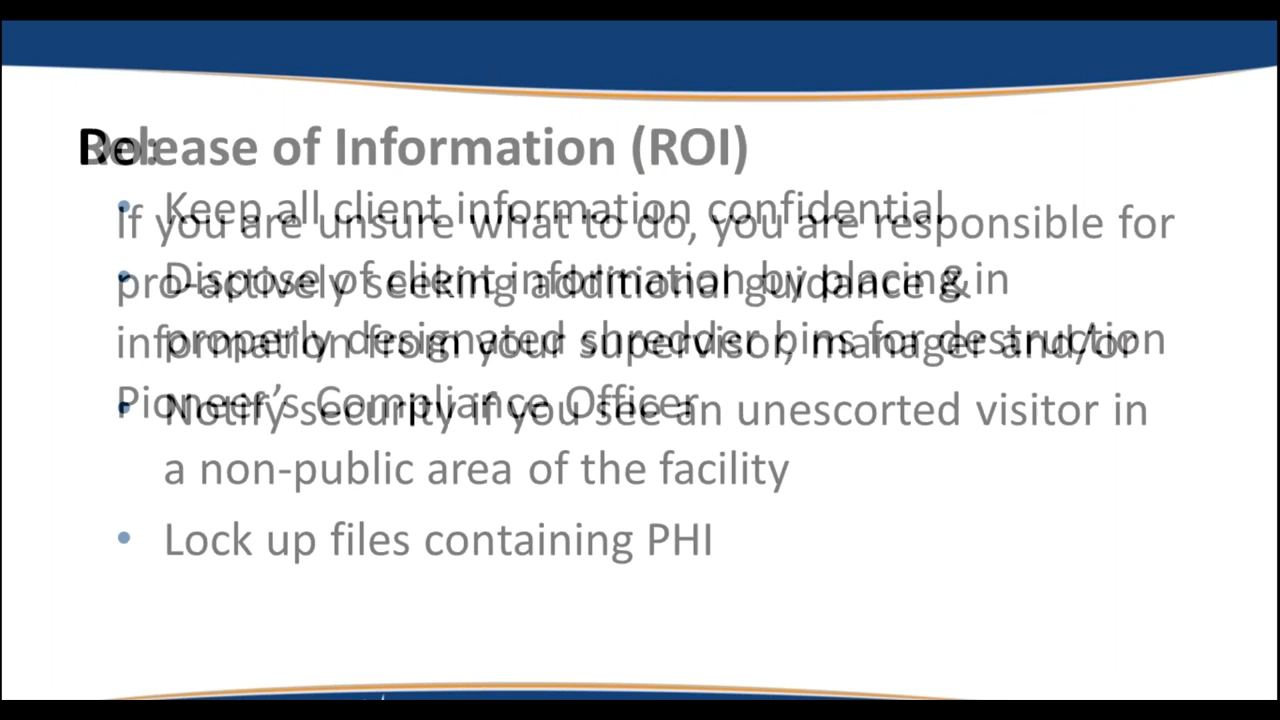 Release of Information (ROI)
If you are unsure what to do, you are responsible for
pro-actively seeking additional guidance &
information from your supervisor, manager and/or
Pioneer's Compliance Officer
Do:
• Keep all client information confidential
• Dispose of client information by placing in
properly designated shredder bins for destruction
• Notify security if you see an unescorted visitor in
a non-public area of the facility
• Lock up files containing PHI